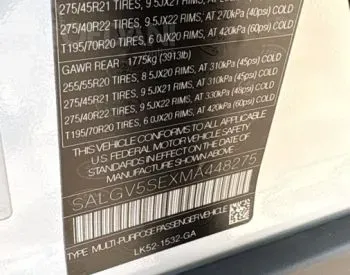 275/45R21 TIRES, 9.5JX21 RIMS,
275/40R22 TIRES, 9.5JX22 RIMS, AT 270kPa (40psi) COLD
T195/70R20 TIRES, 6.0JX20 RIMS, AT 420kPa (60psi) COLD
GAWR REAR 1775kg (3913lb)
255/55R20 TIRES, 8.5JX20 RIMS, AT 310kPa (45psi) COLD
275/45R21 TIRES, 9.5JX21 RIMS, AT 310kPa (45psi) COLD
275/40R22 TIRES, 9.5JX22 RIMS, AT 330kPa (48psi) COLD
T195/70R20 TIRES, 6.0JX20 RIMS, AT 420kPa (60psi) COLD
THIS VEHICLE CONFORMS TO ALL APPLICABLE
U.S. FEDERAL MOTOR VEHICLE SAFETY STANDARDS
IN EFFECT ON THE DATE OF MANUFACTURE SHOWN ABOVE
SALGV5SEXMA448275
TYPE: MULTI-PURPOSE PASSENGER VEHICLE
LK52-1532-GA